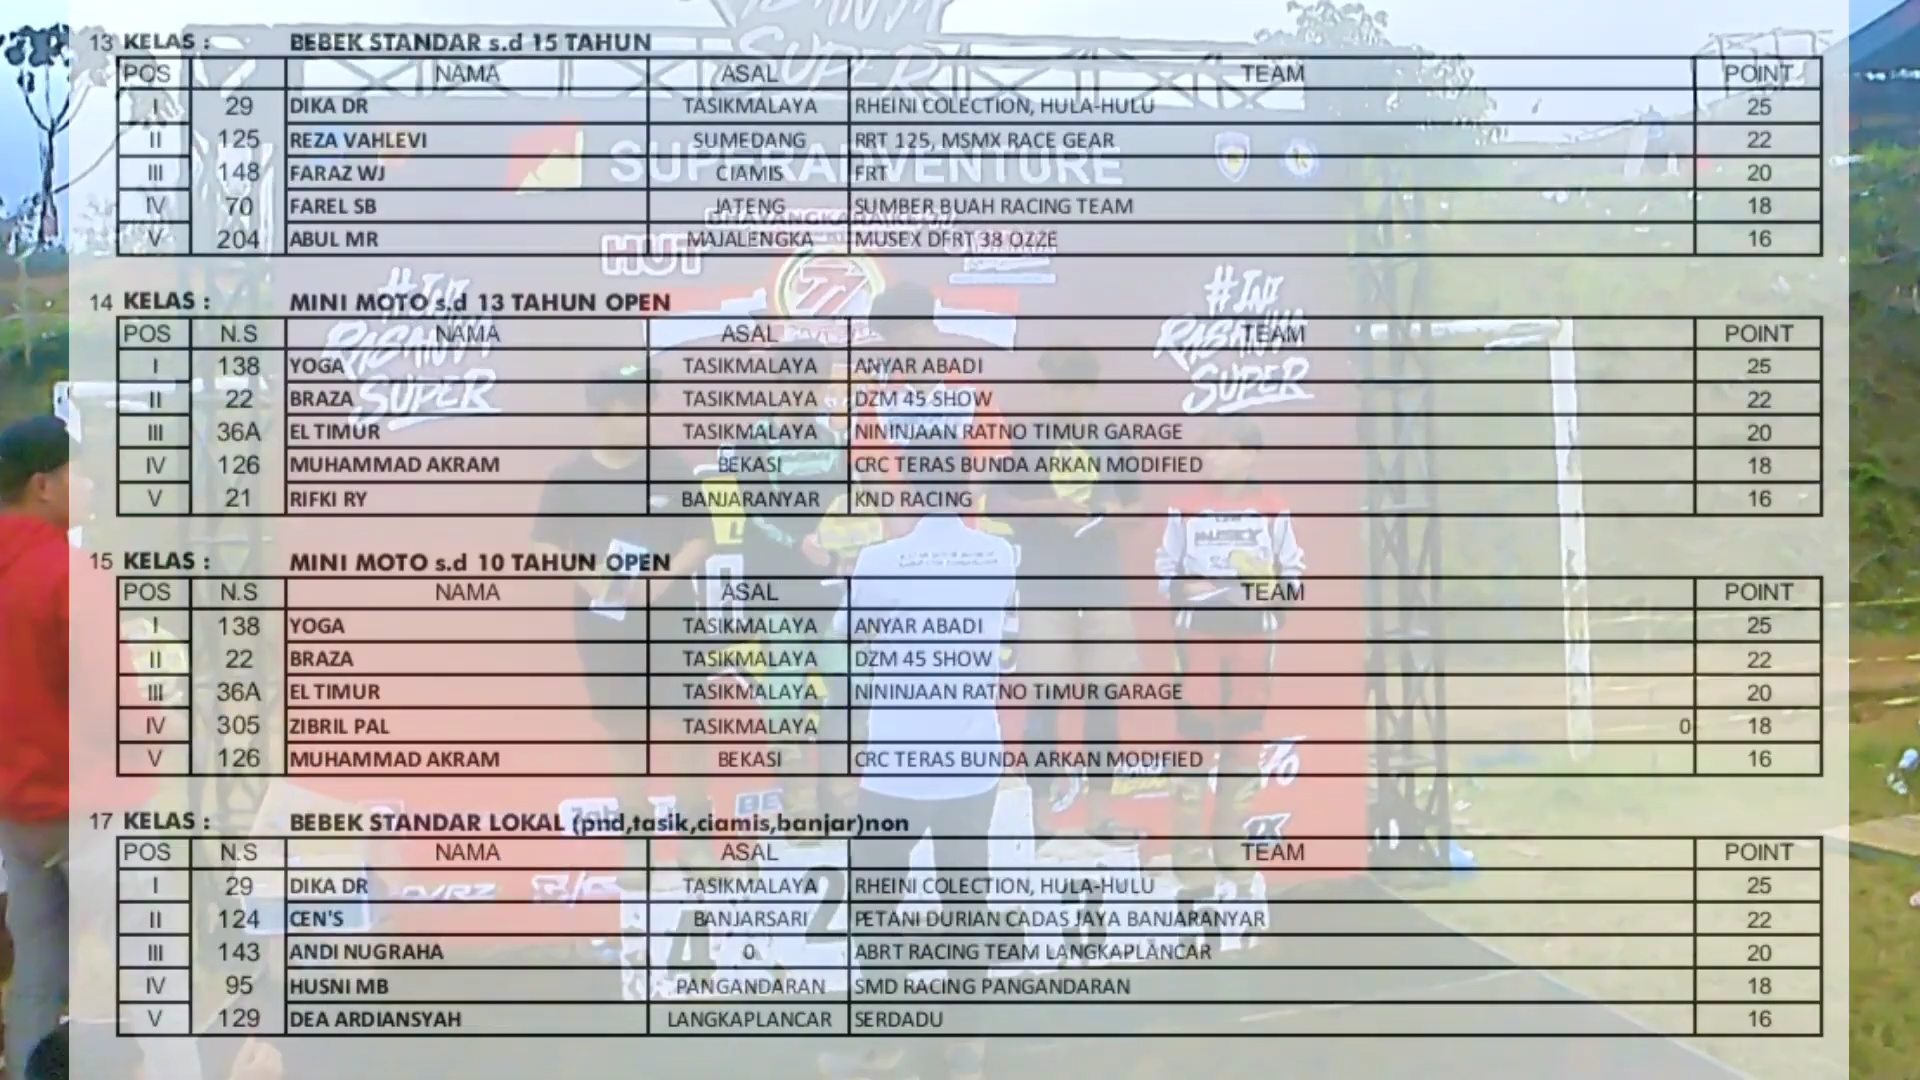 13 KELAS : BEBEK STANDAR s.d 15 TAHUN
POS NAMA ASAL TEAM POINT
I 29 DIKA DR TASIKMALAYA RHEINI COLECTION, HULA-HULU 25
II 125 REZA VAHLEVI SUMEDANG RRT 125, MSMX RACE GEAR 22
III 148 FARAZ WJ CIAMIS FRT 20
IV 70 FAREL SB JATENG SUMBER BUAH RACING TEAM 18
V 204 ABUL MR MAJALENGKA MUSEX DFRT 38 OZZE 16
14 KELAS : MINI MOTO s.d 13 TAHUN OPEN
POS N.S NAMA ASAL TEAM POINT
I 138 YOGA TASIKMALAYA ANYAR ABADI 25
II 22 BRAZA TASIKMALAYA DZM 45 SHOW 22
III 36A EL TIMUR TASIKMALAYA NININJAAN RATNO TIMUR GARAGE 20
IV 126 MUHAMMAD AKRAM BEKASI CRC TERAS BUNDA ARKAN MODIFIED 18
V 21 RIFKI RY BANJARANYAR KND RACING 16
15 KELAS : MINI MOTO s.d 10 TAHUN OPEN
POS N.S NAMA ASAL TEAM POINT
I 138 YOGA TASIKMALAYA ANYAR ABADI 25
II 22 BRAZA TASIKMALAYA DZM 45 SHOW 22
III 36A EL TIMUR TASIKMALAYA NININJAAN RATNO TIMUR GARAGE 20
IV 305 ZIBRIL PAL TASIKMALAYA 0 18
V 126 MUHAMMAD AKRAM BEKASI CRC TERAS BUNDA ARKAN MODIFIED 16
17 KELAS : BEBEK STANDAR LOKAL (pnd,tasik,ciamis,banjar)non
POS N.S NAMA ASAL TEAM POINT
I 29 DIKA DR TASIKMALAYA RHEINI COLECTION, HULA-HULU 25
II 124 CEN'S BANJARSARI PETANI DURIAN CADAS JAYA BANJARANYAR 22
III 143 ANDI NUGRAHA 0 ABRT RACING TEAM LANGKAPLANCAR 20
IV 95 HUSNI MB PANGANDARAN SMD RACING PANGANDARAN 18
V 129 DEA ARDIANSYAH LANGKAPLANCAR SERDADU 16
SUPERADVENTURE
HUT
#INI
RASANYA
SUPER
#INI
RASANYA
SUPER